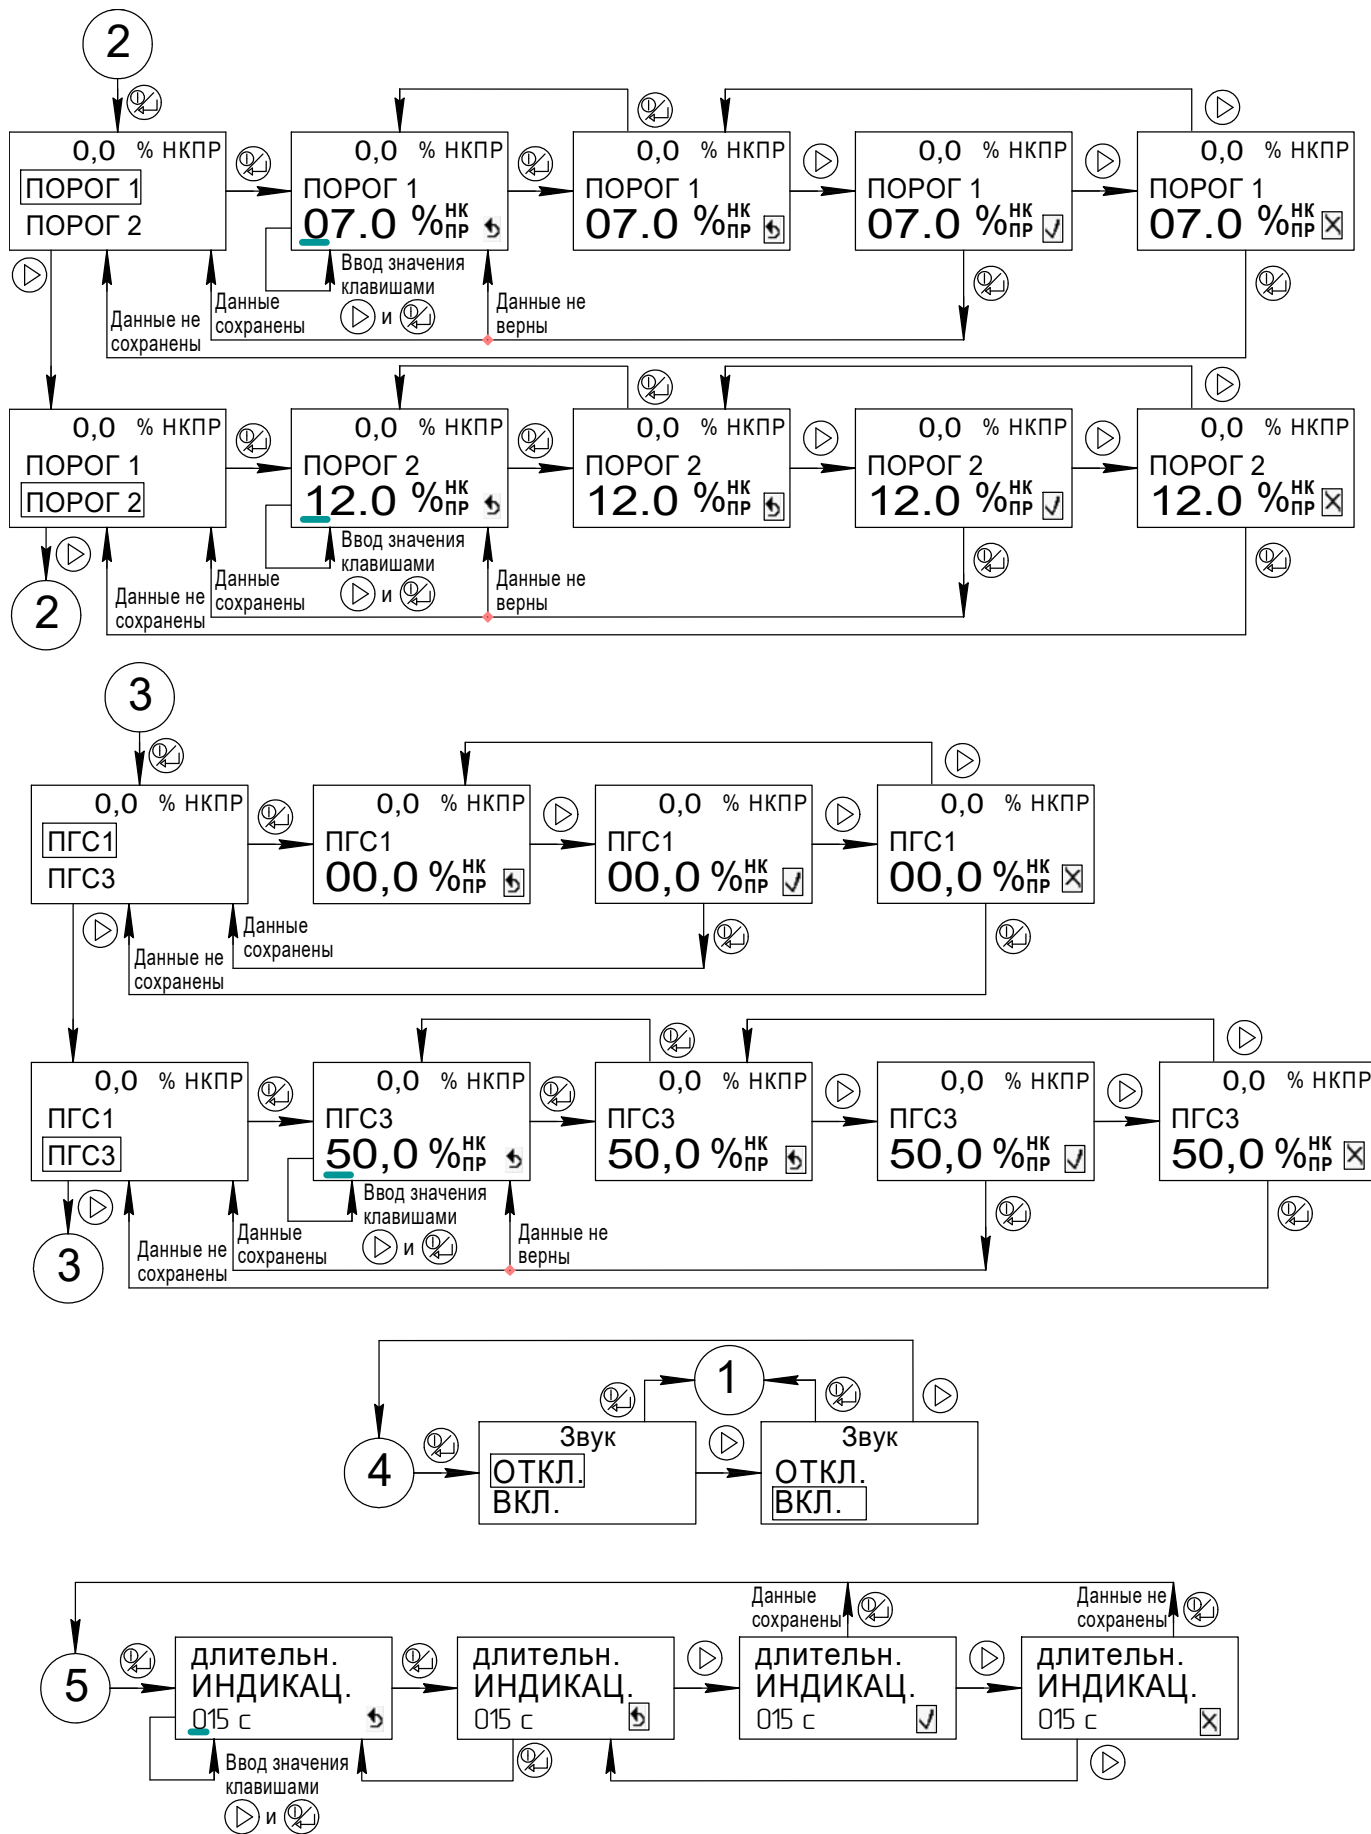 2
0,0 % НКПР
ПОРОГ 1
ПОРОГ 2
0,0 % НКПР
ПОРОГ 1
07.0 % НК ПР
0,0 % НКПР
ПОРОГ 1
07.0 % НК ПР
0,0 % НКПР
ПОРОГ 1
07.0 % НК ПР
0,0 % НКПР
ПОРОГ 1
07.0 % НК ПР
Ввод значения
клавишами
и
Данные не
сохранены
Данные
сохранены
Данные не
верны
0,0 % НКПР
ПОРОГ 1
ПОРОГ 2
0,0 % НКПР
ПОРОГ 2
12.0 % НК ПР
0,0 % НКПР
ПОРОГ 2
12.0 % НК ПР
0,0 % НКПР
ПОРОГ 2
12.0 % НК ПР
0,0 % НКПР
ПОРОГ 2
12.0 % НК ПР
Ввод значения
клавишами
и
2
Данные не
сохранены
Данные
сохранены
Данные не
верны
3
0,0 % НКПР
ПГС1
ПГС3
0,0 % НКПР
ПГС1
00,0 % НК ПР
0,0 % НКПР
ПГС1
00,0 % НК ПР
0,0 % НКПР
ПГС1
00,0 % НК ПР
Данные не
сохранены
Данные
сохранены
0,0 % НКПР
ПГС1
ПГС3
0,0 % НКПР
ПГС3
50,0 % НК ПР
0,0 % НКПР
ПГС3
50,0 % НК ПР
0,0 % НКПР
ПГС3
50,0 % НК ПР
0,0 % НКПР
ПГС3
50,0 % НК ПР
Ввод значения
клавишами
и
3
Данные не
сохранены
Данные
сохранены
Данные не
верны
1
4
Звук
ОТКЛ.
ВКЛ.
Звук
ОТКЛ.
ВКЛ.
Данные
сохранены
Данные не
сохранены
5
длительн.
ИНДИКАЦ.
015 с
длительн.
ИНДИКАЦ.
015 с
длительн.
ИНДИКАЦ.
015 с
длительн.
ИНДИКАЦ.
015 с
Ввод значения
клавишами
и